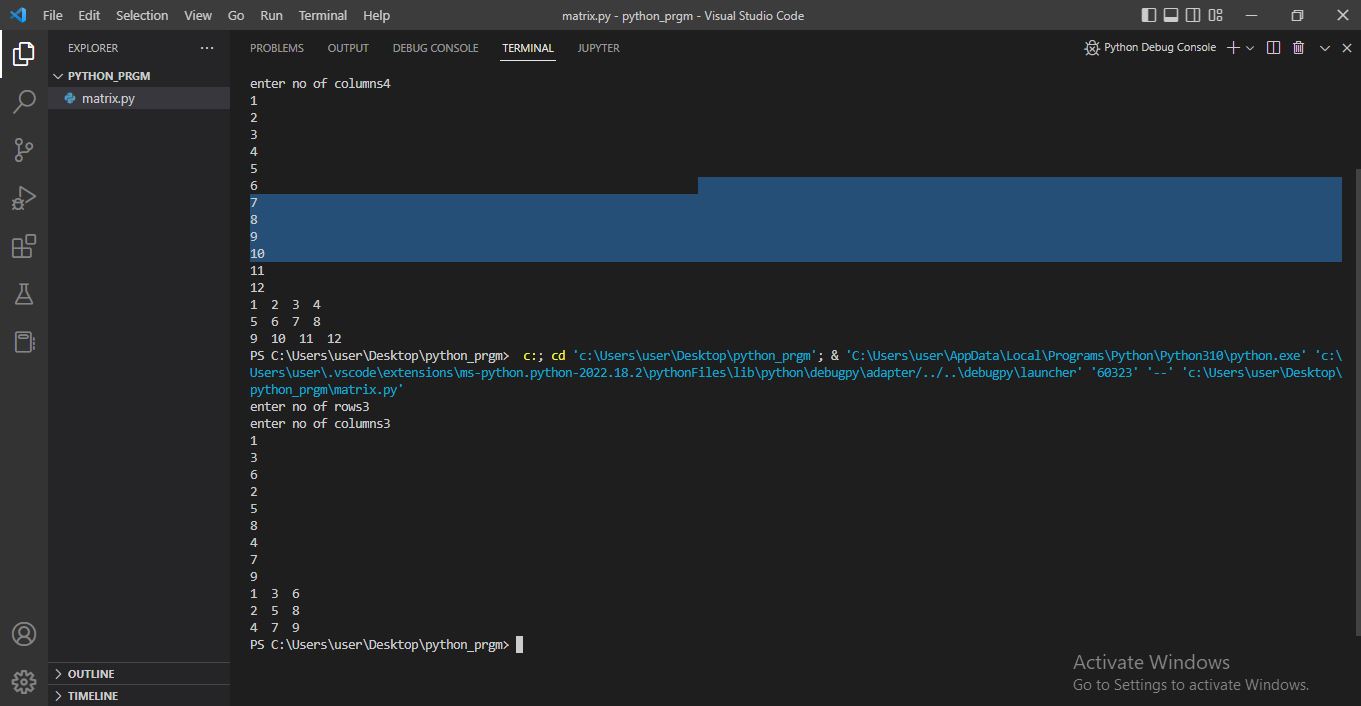 File Edit Selection View Go Run Terminal Help matrix.py - python_prgm - Visual Studio Code
EXPLORER
PYTHON_PRGM
matrix.py
OUTLINE
TIMELINE
PROBLEMS OUTPUT DEBUG CONSOLE TERMINAL JUPYTER Python Debug Console
enter no of columns4
1
2
3
4
5
6
7
8
9
10
11
12
1 2 3 4
5 6 7 8
9 10 11 12
PS C:\Users\user\Desktop\python_prgm> c:; cd 'c:\Users\user\Desktop\python_prgm'; & 'C:\Users\user\AppData\Local\Programs\Python\Python310\python.exe' 'c:\
Users\user\.vscode\extensions\ms-python.python-2022.18.2\pythonFiles\lib\python\debugpy\adapter/../..\debugpy\launcher' '60323' '--' 'c:\Users\user\Desktop\
python_prgm\matrix.py'
enter no of rows3
enter no of columns3
1
3
6
2
5
8
4
7
9
1 3 6
2 5 8
4 7 9
PS C:\Users\user\Desktop\python_prgm>
Activate Windows
Go to Settings to activate Windows.